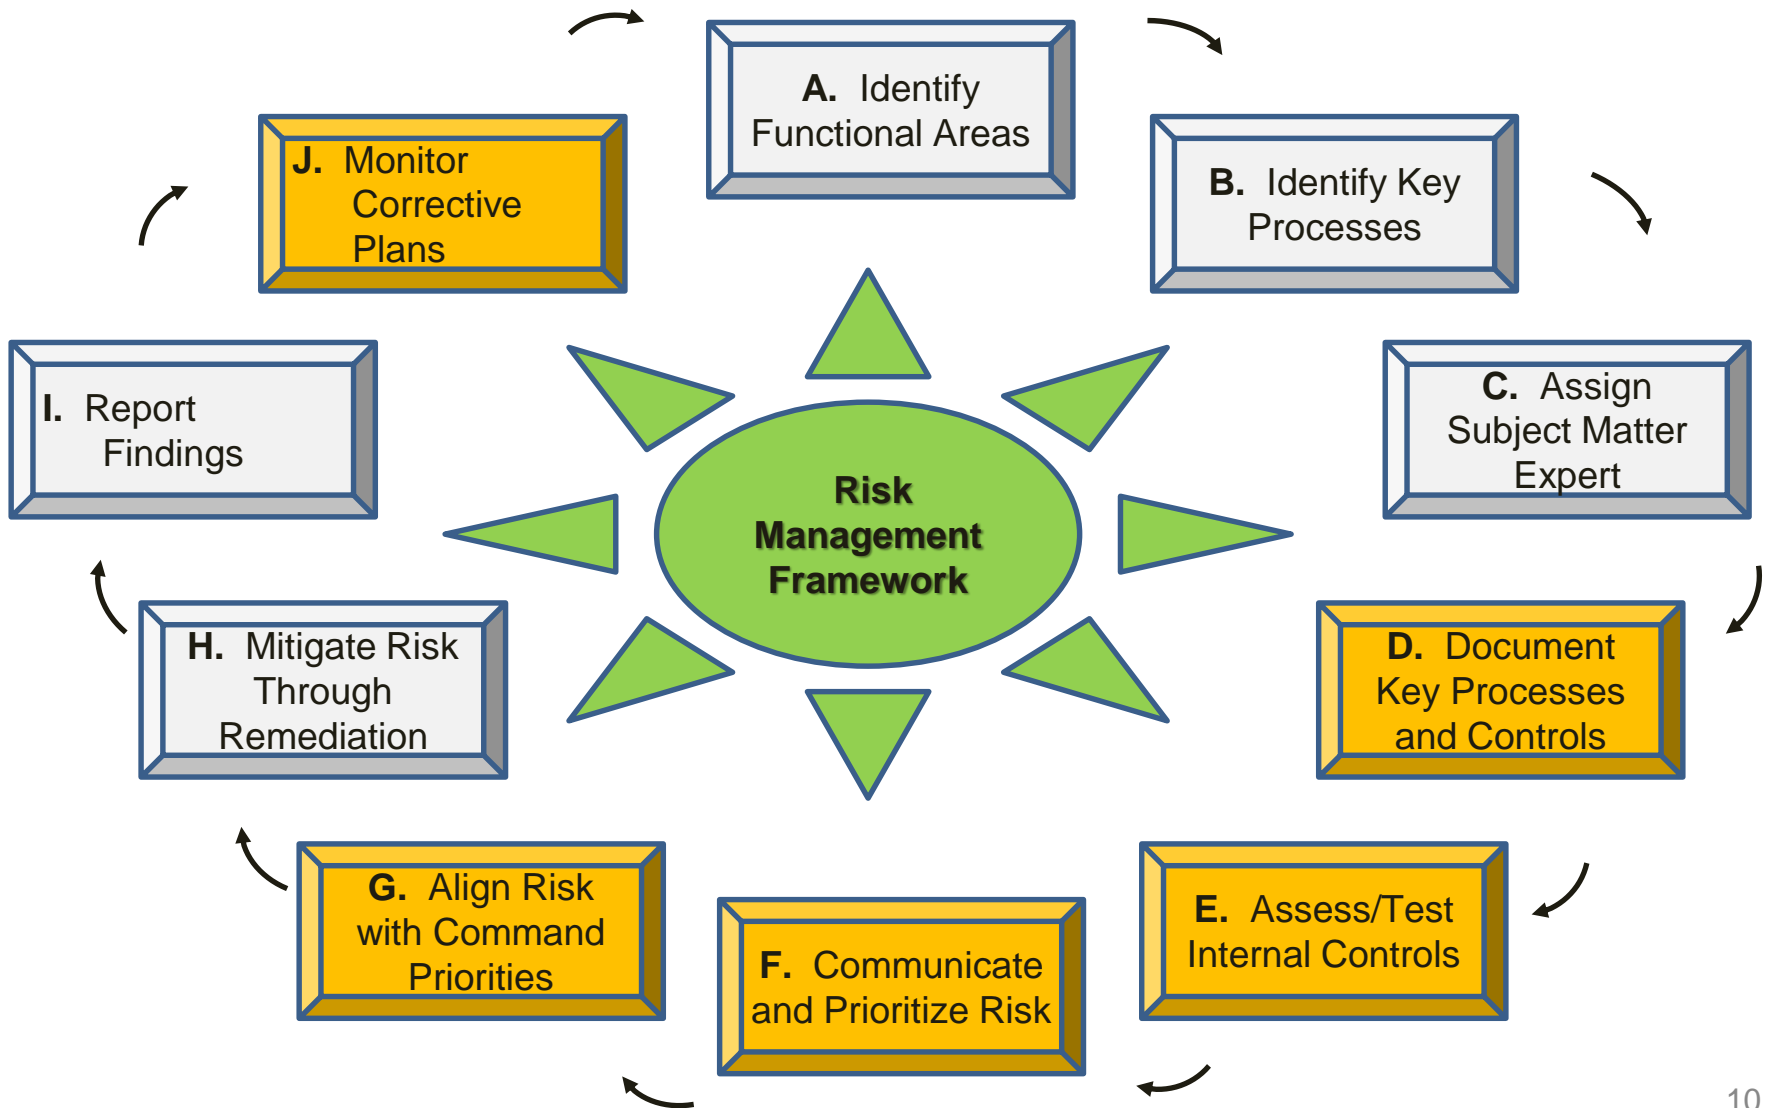 A. Identify
Functional Areas
B. Identify Key
Processes
C. Assign
Subject Matter
Expert
D. Document
Key Processes
and Controls
E. Assess/Test
Internal Controls
F. Communicate
and Prioritize Risk
G. Align Risk
with Command
Priorities
H. Mitigate Risk
Through
Remediation
I. Report
Findings
J. Monitor
Corrective
Plans
Risk
Management
Framework
10